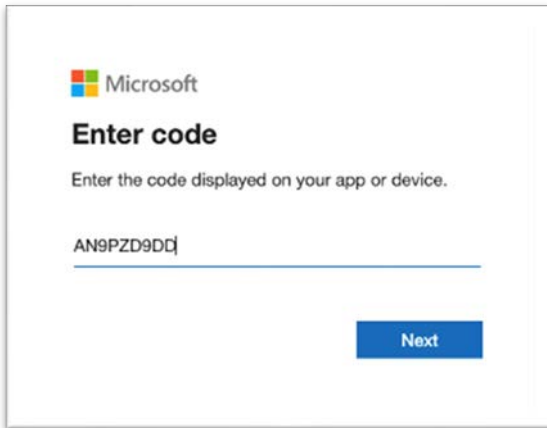 Microsoft
Enter code
Enter the code displayed on your app or device.
AN9PZD9DD
Next